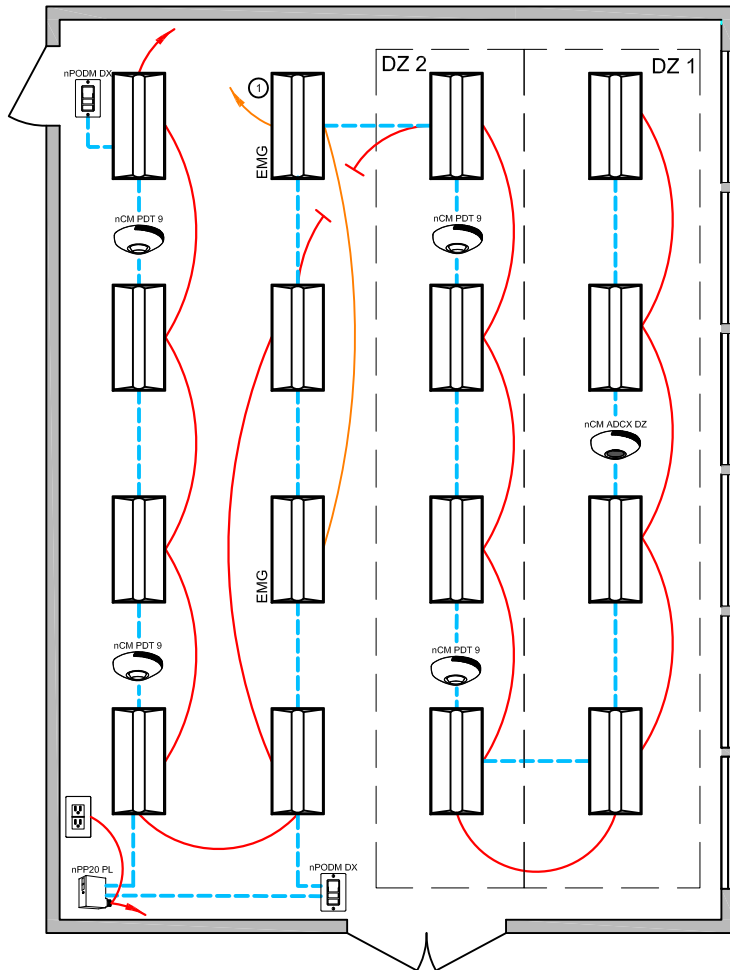 nPODM DX
1
EMG
DZ 2
DZ 1
nCM PDT 9
nCM PDT 9
nCM ADCX DZ
EMG
nCM PDT 9
nCM PDT 9
nPP20 PL
nPODM DX